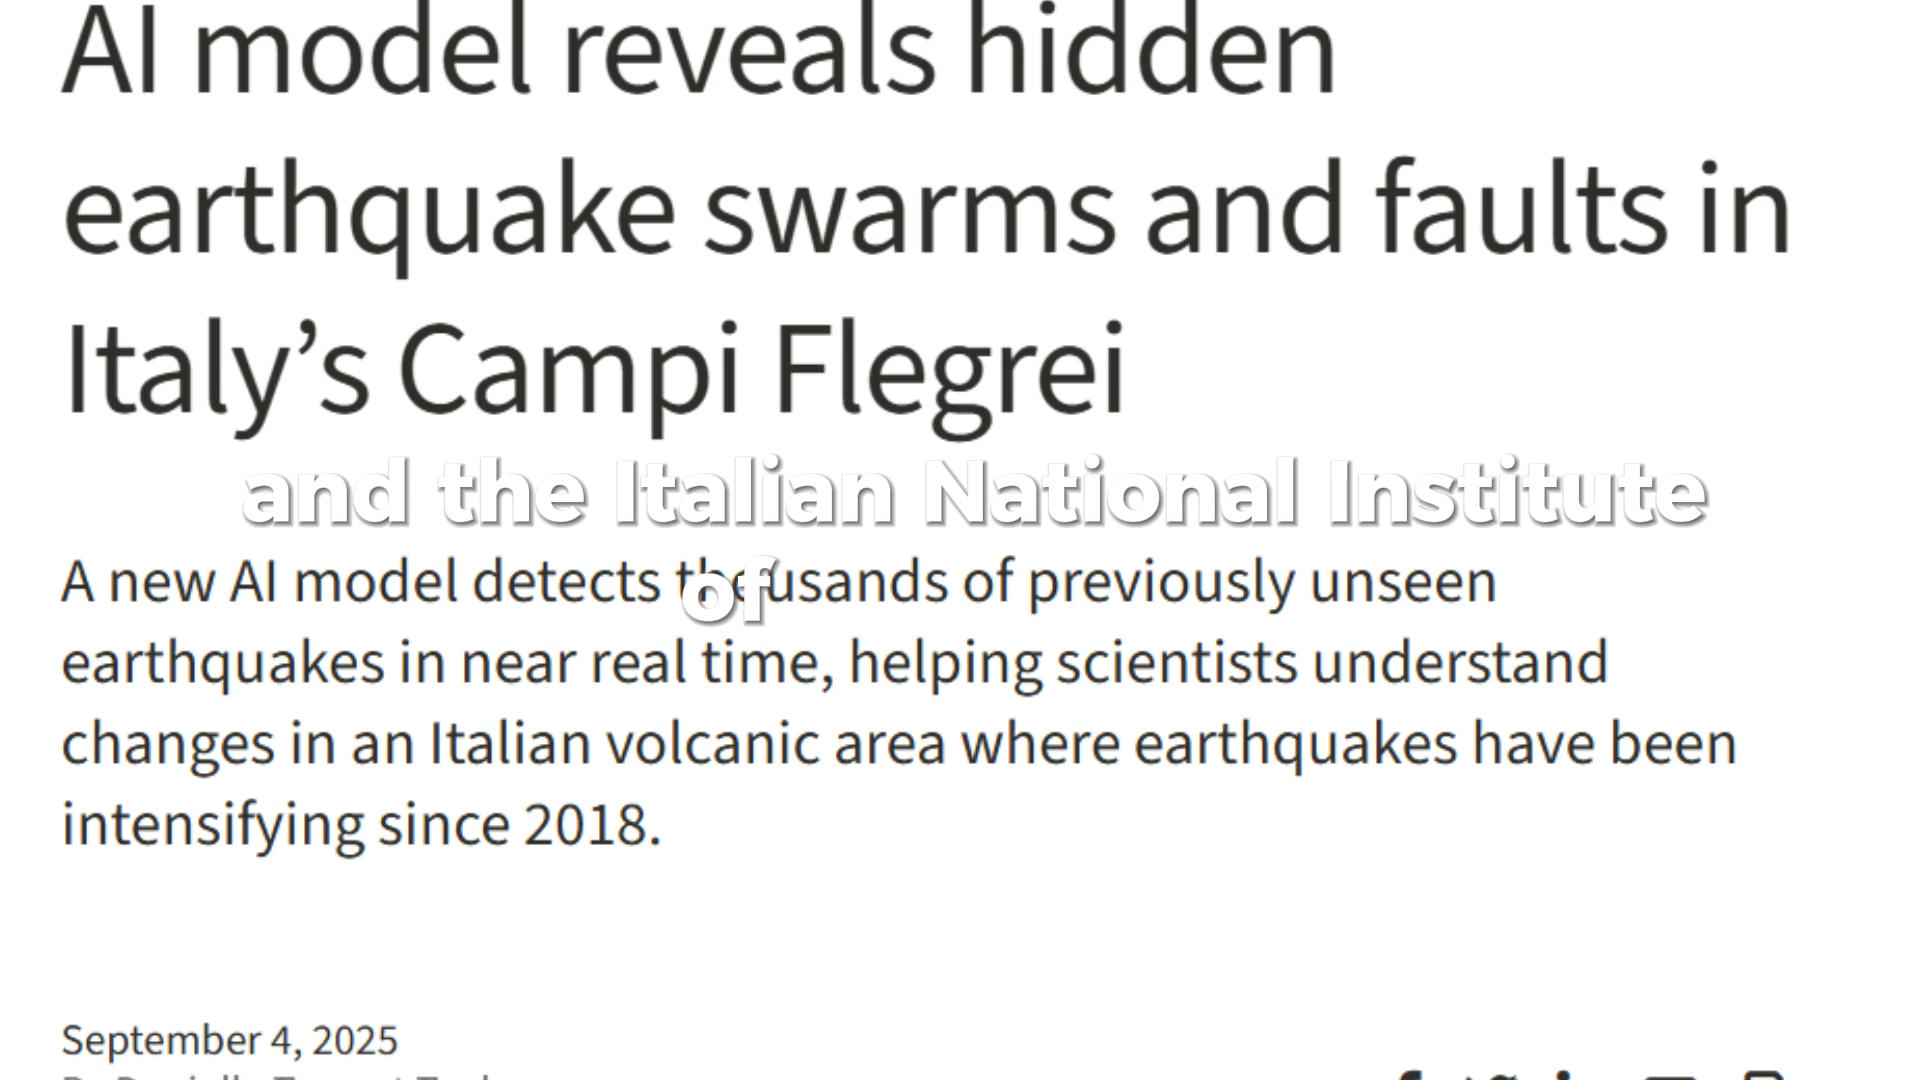 AI model reveals hidden
earthquake swarms and faults in
Italy’s Campi Flegrei
and the Italian National Institute
of
A new AI model detects thousands of previously unseen
earthquakes in near real time, helping scientists understand
changes in an Italian volcanic area where earthquakes have been
intensifying since 2018.
September 4, 2025